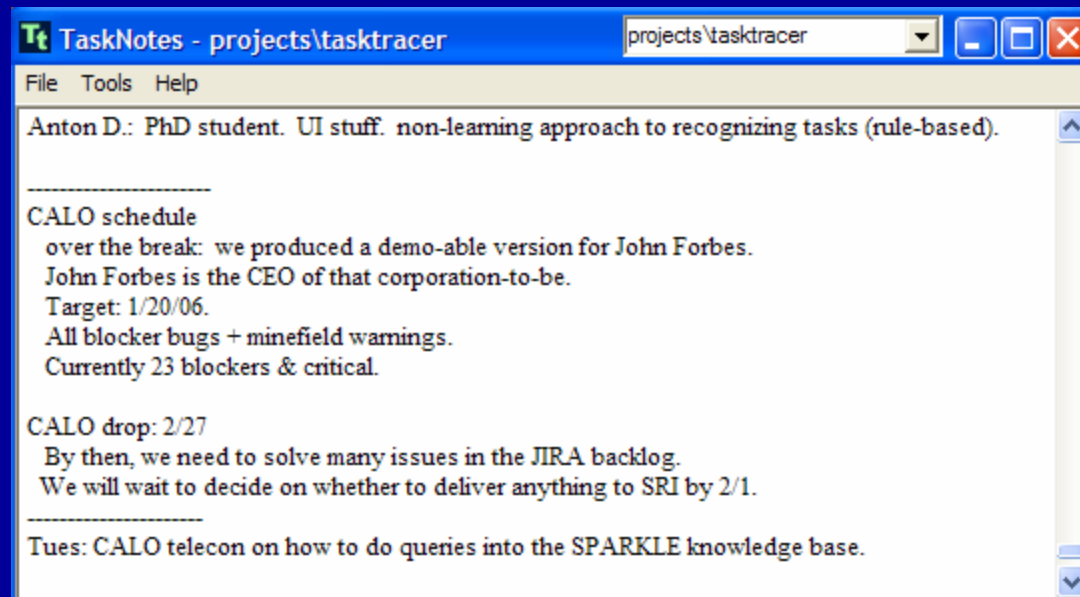 Tt TaskNotes - projects\tasktracer projects\tasktracer
File Tools Help
Anton D.: PhD student. UI stuff. non-learning approach to recognizing tasks (rule-based).
-----------------------
CALO schedule
over the break: we produced a demo-able version for John Forbes.
John Forbes is the CEO of that corporation-to-be.
Target: 1/20/06.
All blocker bugs + minefield warnings.
Currently 23 blockers & critical.
CALO drop: 2/27
By then, we need to solve many issues in the JIRA backlog.
We will wait to decide on whether to deliver anything to SRI by 2/1.
----------------------
Tues: CALO telecon on how to do queries into the SPARKLE knowledge base.